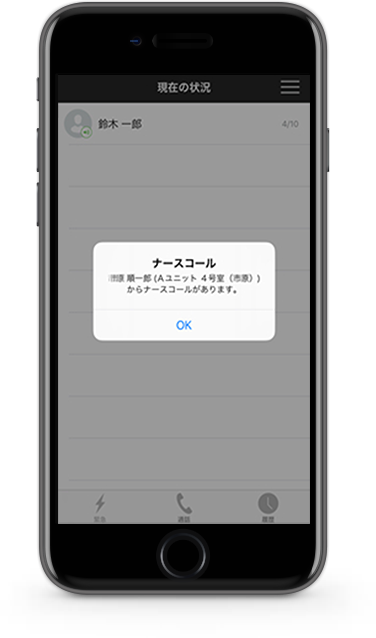 現在の状況
鈴木 一郎
4/10
ナースコール
市原 順一郎 (Aユニット 4号室（市原）)
からナースコールがあります。
OK
緊急
通話
履歴